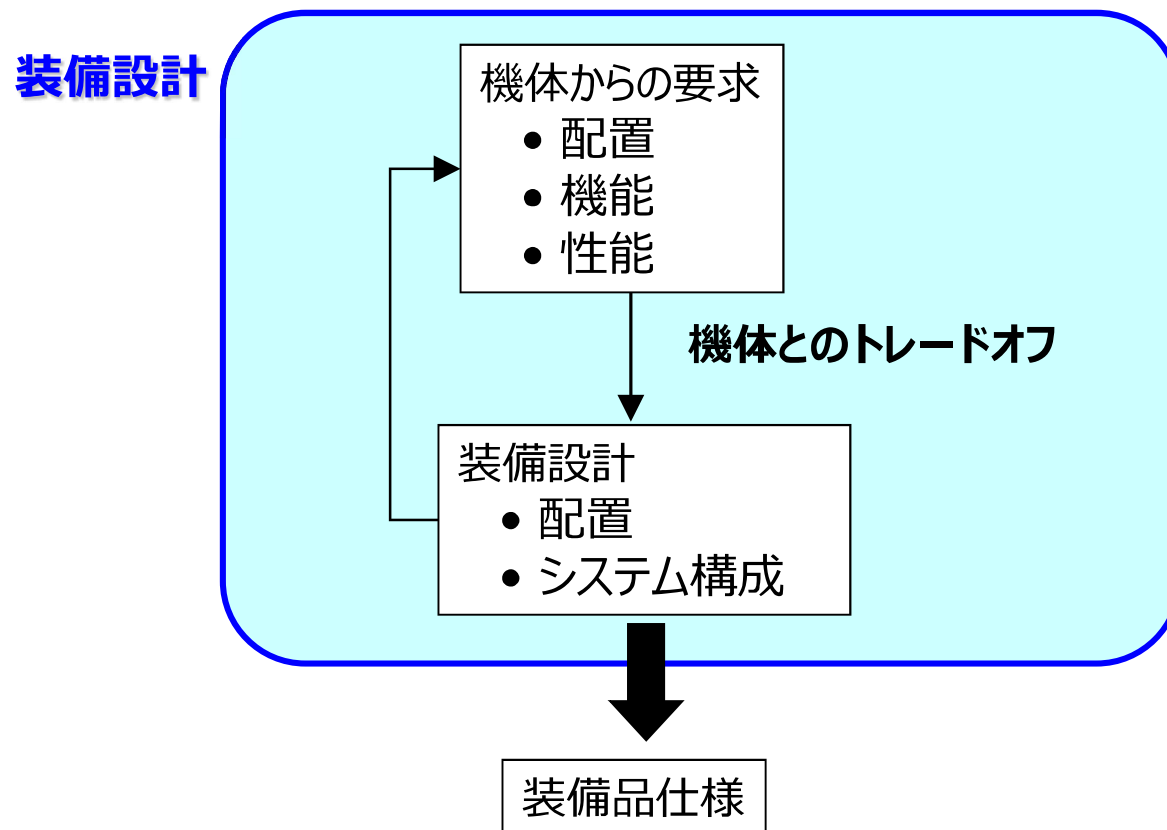 装備設計
機体からの要求
• 配置
• 機能
• 性能
機体とのトレードオフ
装備設計
• 配置
• システム構成
装備品仕様